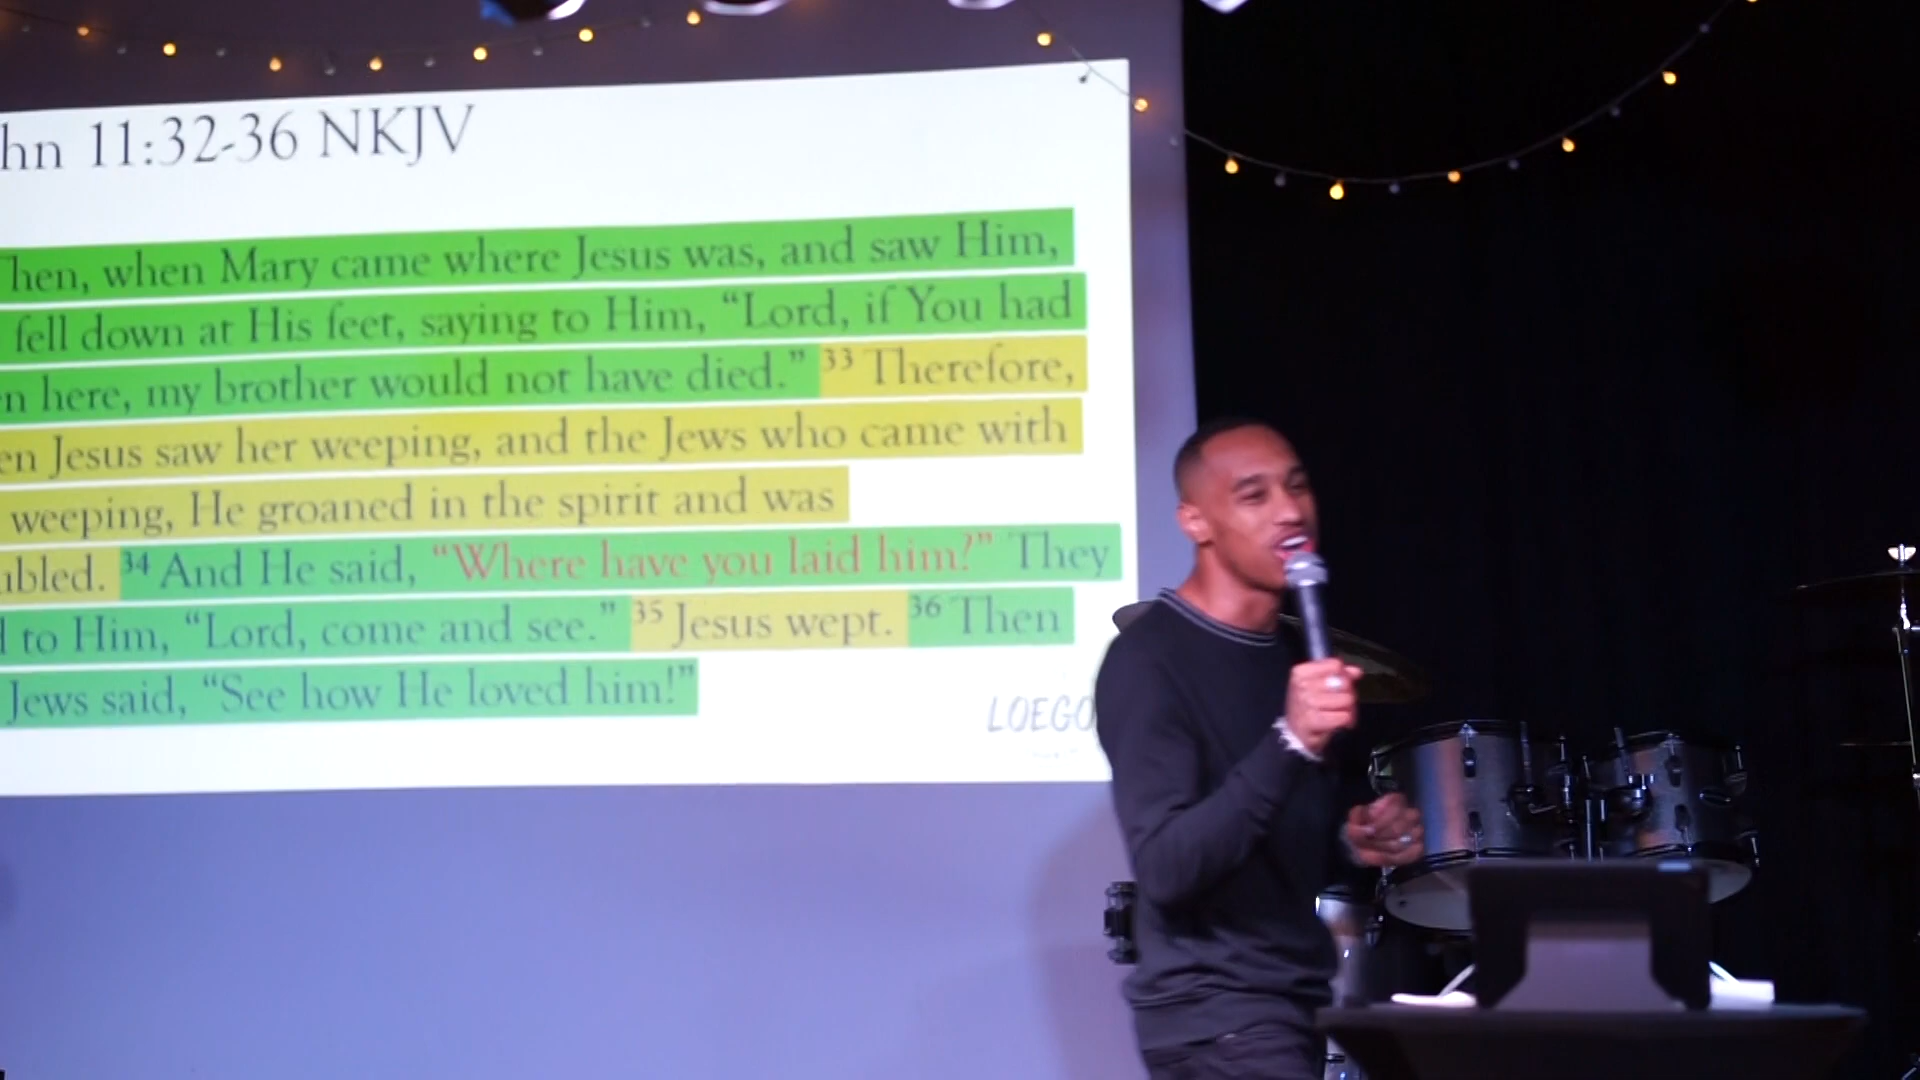 hn 11:32-36 NKJV
Then, when Mary came where Jesus was, and saw Him,
fell down at His feet, saying to Him, “Lord, if You had
n here, my brother would not have died.” 33 Therefore,
en Jesus saw her weeping, and the Jews who came with
weeping, He groaned in the spirit and was
ubled. 34 And He said, “Where have you laid him?” They
d to Him, “Lord, come and see.” 35 Jesus wept. 36 Then
Jews said, “See how He loved him!”
LOEGO